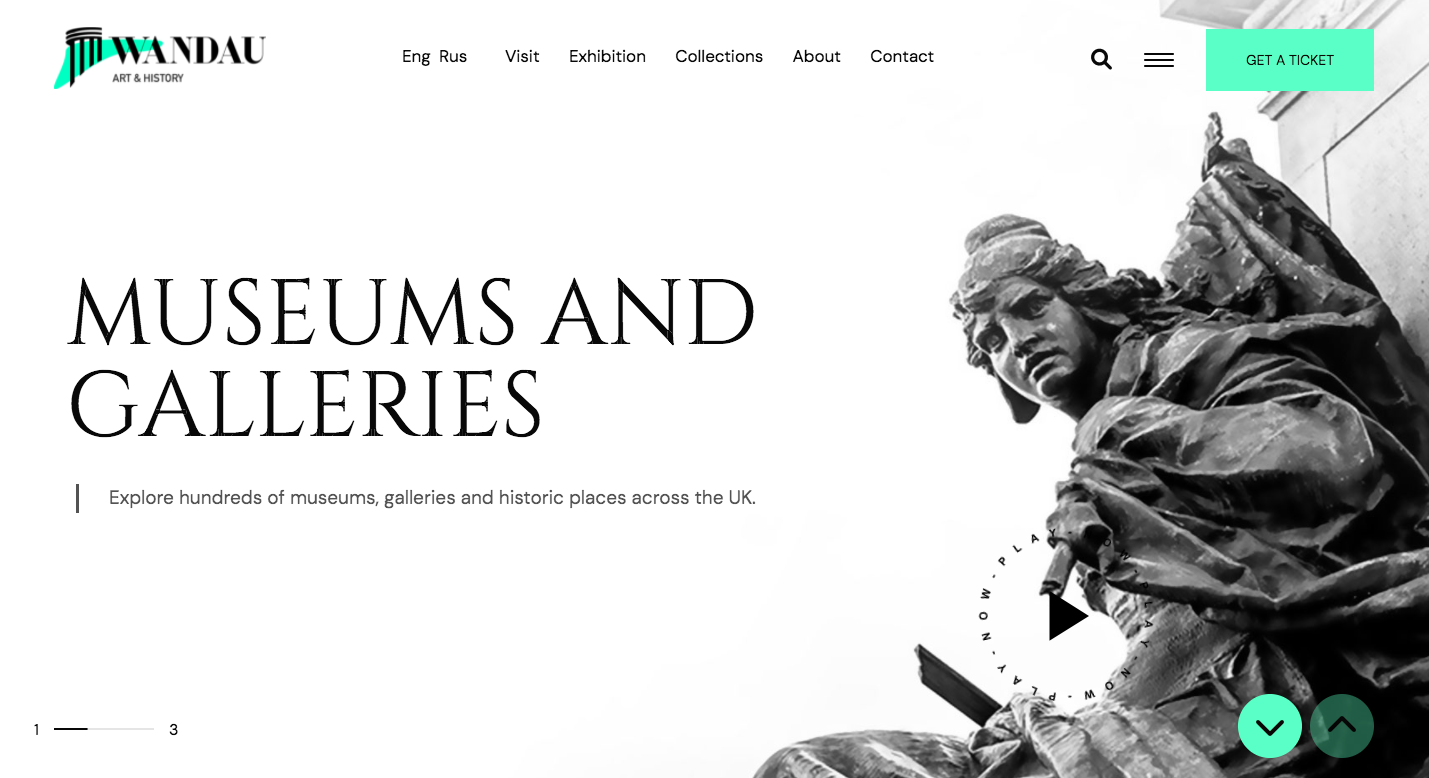 WANDAU
ART & HISTORY
Eng Rus Visit Exhibition Collections About Contact
GET A TICKET
MUSEUMS AND
GALLERIES
Explore hundreds of museums, galleries and historic places across the UK.
PLAY-NOW-PLAY-NOW-PLAY-NOW-
1 3